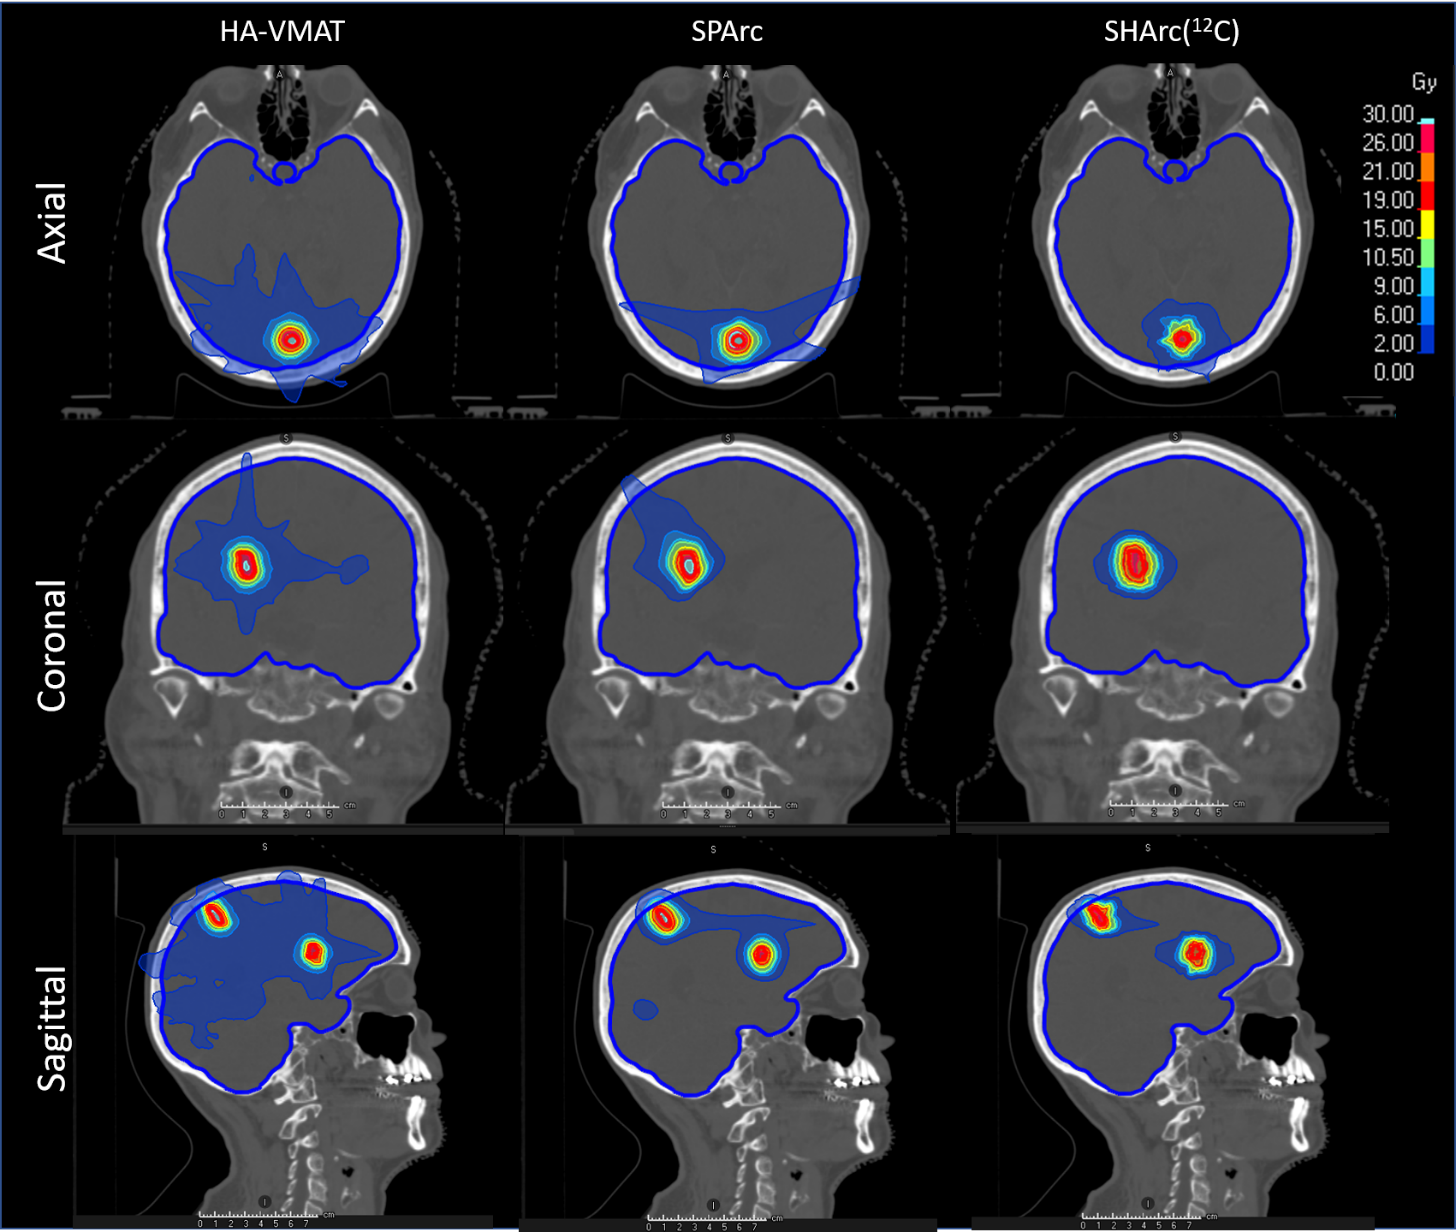 HA-VMAT SPArc SHArc(¹²C)
A A A
Gy
30.00
26.00
21.00
19.00
15.00
10.50
9.00
6.00
2.00
0.00
Axial
S S S
Coronal
I I I
0 1 2 3 4 5 cm 0 1 2 3 4 5 cm 0 1 2 3 4 5 cm
S S S
Sagittal
I I I
0 1 2 3 4 5 6 7 cm 0 1 2 3 4 5 6 7 cm 0 1 2 3 4 5 6 7 cm